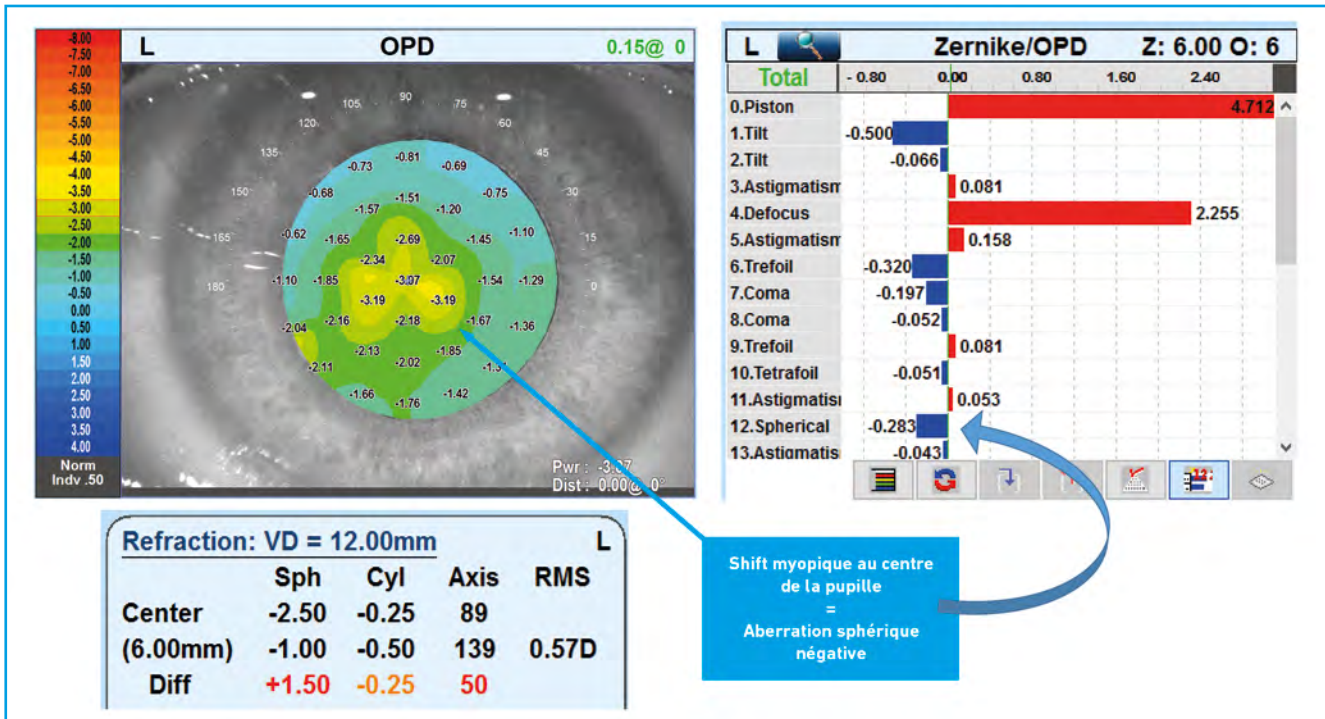 -8.00
-7.50
-7.00
-6.50
-6.00
-5.50
-5.00
-4.50
-4.00
-3.50
-3.00
-2.50
-2.00
-1.50
-1.00
-0.50
0.00
0.50
1.00
1.50
2.00
2.50
3.00
3.50
4.00
Norm
Indv .50
L OPD 0.15@ 0
105 90 75
120 60
135 45
150 30
165 15
180 0
-0.73 -0.81 -0.69
-0.68 -1.57 -1.51 -1.20 -0.75
-0.62 -1.65 -2.69 -1.45 -1.10
-2.34 -2.07
-1.10 -1.85 -3.07 -1.54 -1.29
-3.19 -3.19
-2.04 -2.16 -2.18 -1.67 -1.36
-2.11 -2.13 -2.02 -1.85
-1.66 -1.76 -1.42
Pwr : -3.07
Dist : 0.00@ -0°
L Zernike/OPD Z: 6.00 O: 6
Total - 0.80 0.00 0.80 1.60 2.40
0.Piston 4.712
1.Tilt -0.500
2.Tilt -0.066
3.Astigmatism 0.081
4.Defocus 2.255
5.Astigmatism 0.158
6.Trefoil -0.320
7.Coma -0.197
8.Coma -0.052
9.Trefoil 0.081
10.Tetrafoil -0.051
11.Astigmatis 0.053
12.Spherical -0.283
13.Astigmatis -0.043
Refraction: VD = 12.00mm L
Sph Cyl Axis RMS
Center -2.50 -0.25 89
(6.00mm) -1.00 -0.50 139 0.57D
Diff +1.50 -0.25 50
Shift myopique au centre
de la pupille
=
Aberration sphérique
négative